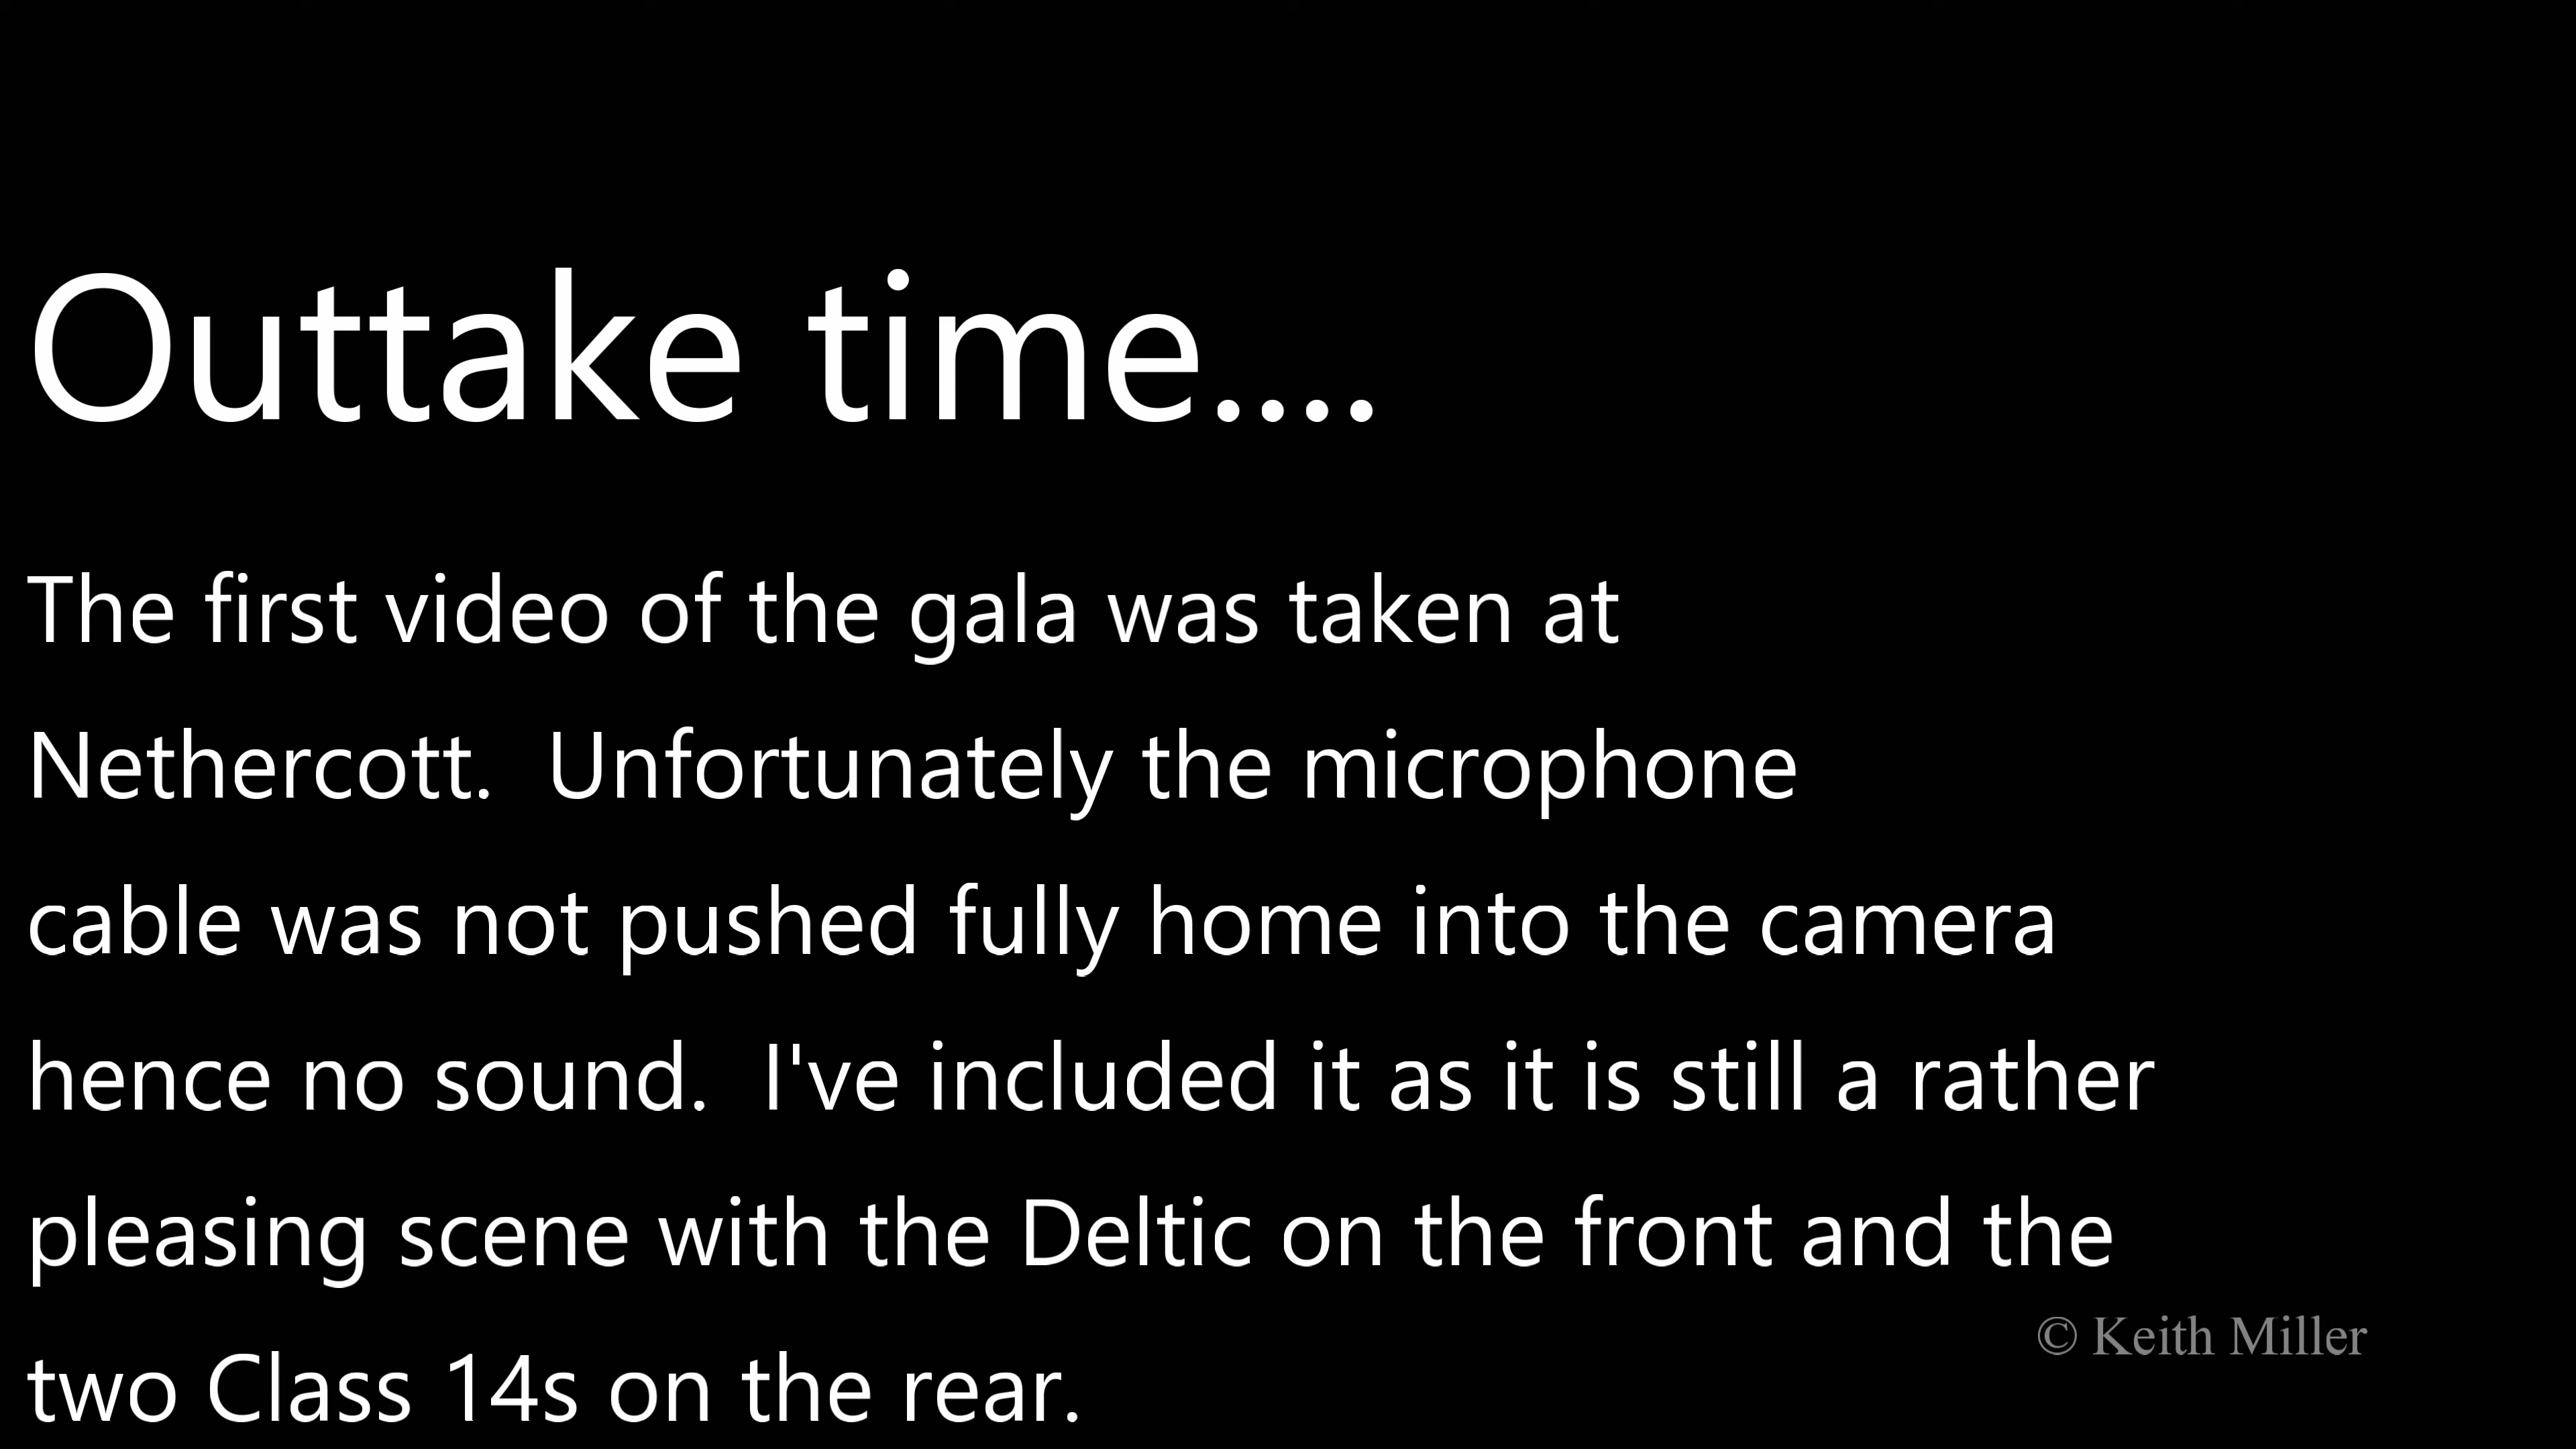 Outtake time....
The first video of the gala was taken at
Nethercott.  Unfortunately the microphone
cable was not pushed fully home into the camera
hence no sound.  I've included it as it is still a rather
pleasing scene with the Deltic on the front and the
two Class 14s on the rear.
© Keith Miller